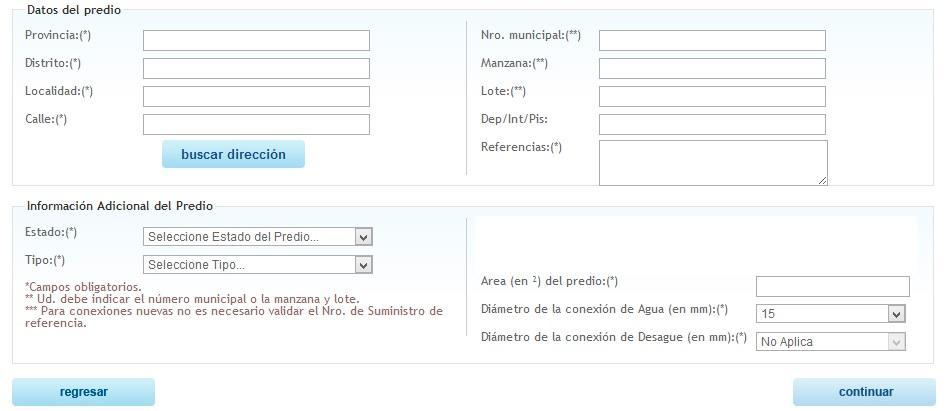 Datos del predio
Provincia:(*)
Distrito:(*)
Localidad:(*)
Calle:(*)
buscar dirección
Nro. municipal:(**)
Manzana:(**)
Lote:(**)
Dep/Int/Pis:
Referencias:(*)
Información Adicional del Predio
Estado:(*) Seleccione Estado del Predio...
Tipo:(*) Seleccione Tipo...
*Campos obligatorios.
** Ud. debe indicar el número municipal o la manzana y lote.
*** Para conexiones nuevas no es necesario validar el Nro. de Suministro de
referencia.
Area (en ²) del predio:(*)
Diámetro de la conexión de Agua (en mm):(*) 15
Diámetro de la conexión de Desague (en mm):(*) No Aplica
regresar
continuar